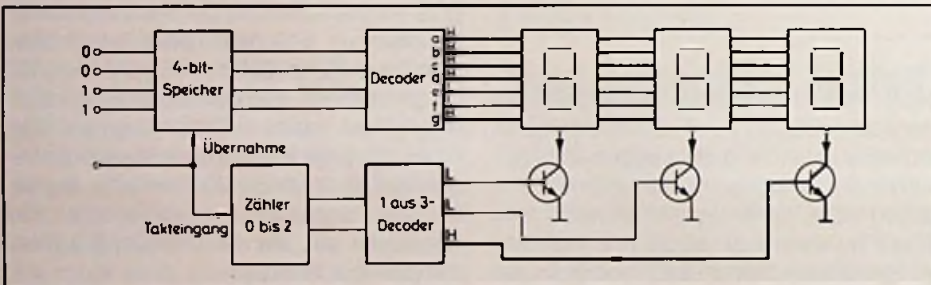 0
0
1
1
4-bit-
Speicher
Decoder
a
b
c
d
e
f
g
Übernahme
Takteingang
Zähler
0 bis 2
1 aus 3-
Decoder
L
L
H